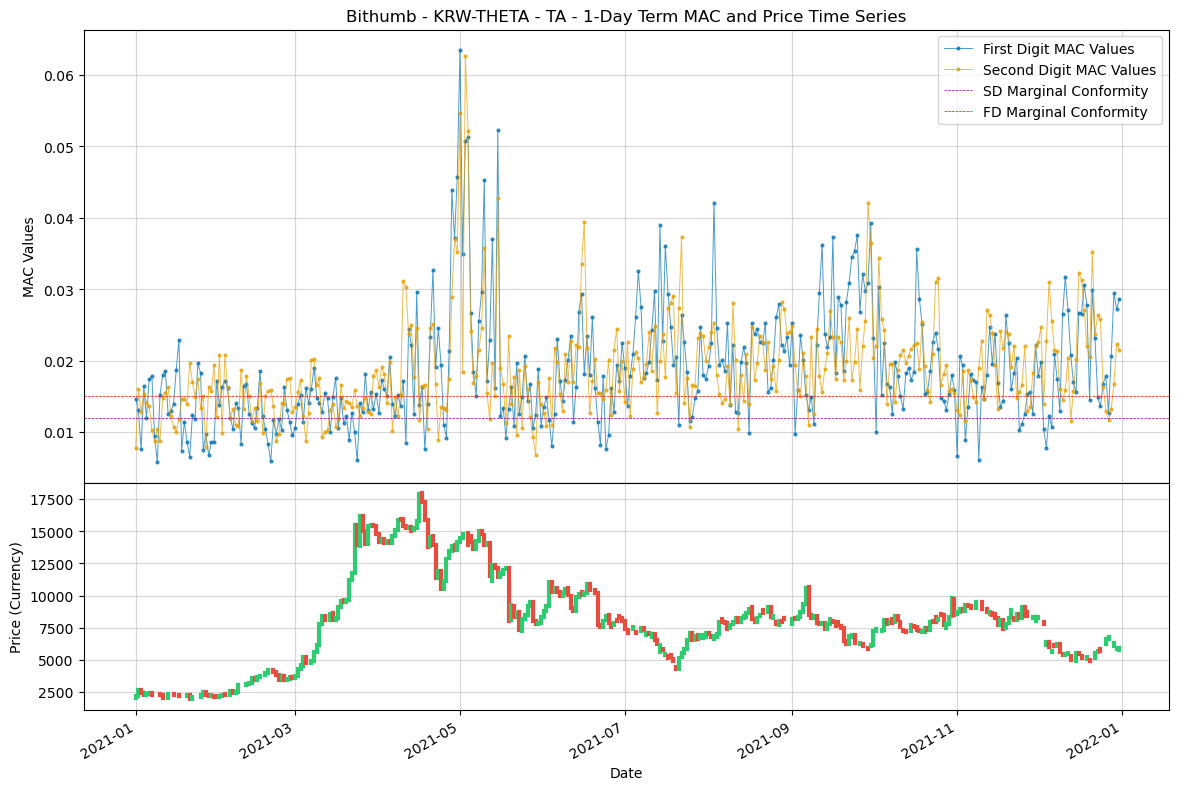 Bithumb - KRW-THETA - TA - 1-Day Term MAC and Price Time Series
First Digit MAC Values
Second Digit MAC Values
SD Marginal Conformity
FD Marginal Conformity
MAC Values
0.06
0.05
0.04
0.03
0.02
0.01
Price (Currency)
17500
15000
12500
10000
7500
5000
2500
2021-01
2021-03
2021-05
2021-07
2021-09
2021-11
2022-01
Date